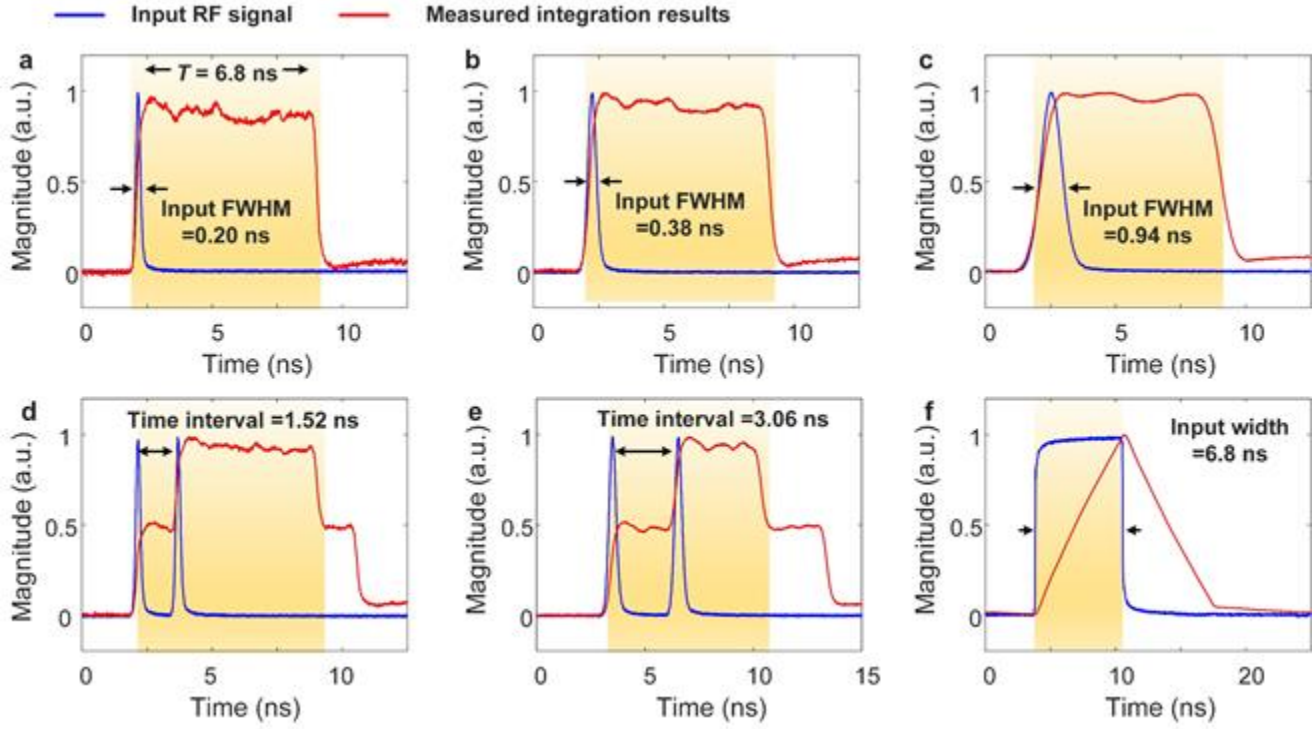 Input RF signal
Measured integration results
a
T = 6.8 ns
Magnitude (a.u.)
1
0.5
0
Input FWHM
=0.20 ns
0
5
10
Time (ns)
b
Magnitude (a.u.)
1
0.5
0
Input FWHM
=0.38 ns
0
5
10
Time (ns)
c
Magnitude (a.u.)
1
0.5
0
Input FWHM
=0.94 ns
0
5
10
Time (ns)
d
Time interval =1.52 ns
Magnitude (a.u.)
1
0.5
0
0
5
10
Time (ns)
e
Time interval =3.06 ns
Magnitude (a.u.)
1
0.5
0
0
5
10
15
Time (ns)
f
Input width
=6.8 ns
Magnitude (a.u.)
1
0.5
0
0
10
20
Time (ns)